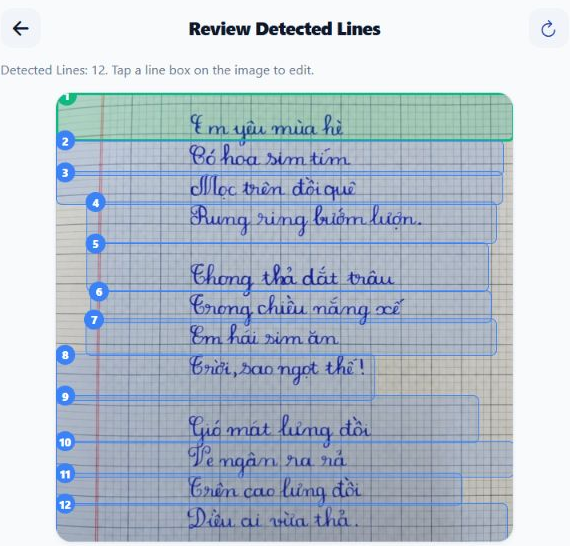 Review Detected Lines
Detected Lines: 12. Tap a line box on the image to edit.
1
Em yêu mùa hè
2
Có hoa sim tím
3
Mọc trên đồi quê
4
Rung ring bướm lượn.
5
Thong thả dắt trâu
6
Trong chiều nắng xế
7
Em hái sim ăn
8
Trời, sao ngọt thế!
9
Gió mát lưng đồi
10
Ve ngân ra rả
11
Trên cao lưng đồi
12
Diều ai vừa thả.